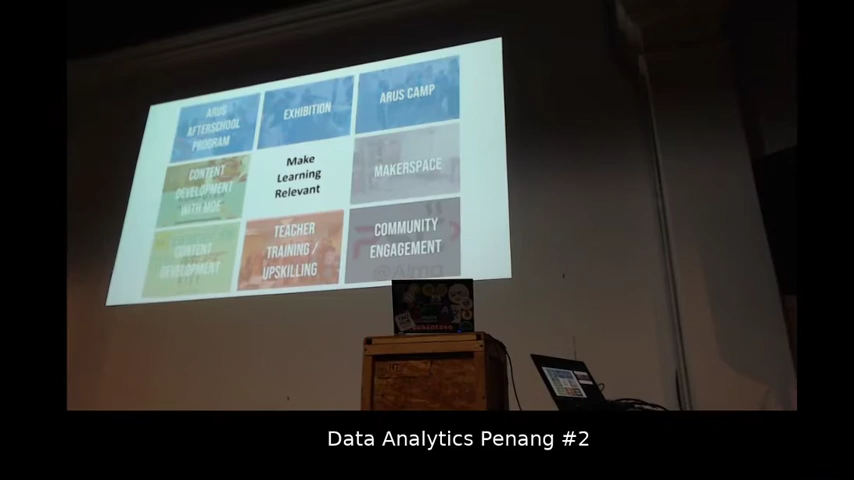 ARUS
AFTERSCHOOL
PROGRAM
EXHIBITION
ARUS CAMP
CONTENT
DEVELOPMENT
WITH MOE
Make
Learning
Relevant
MAKERSPACE
CONTENT
DEVELOPMENT
TEACHER
TRAINING /
UPSKILLING
COMMUNITY
ENGAGEMENT
Data Analytics Penang #2